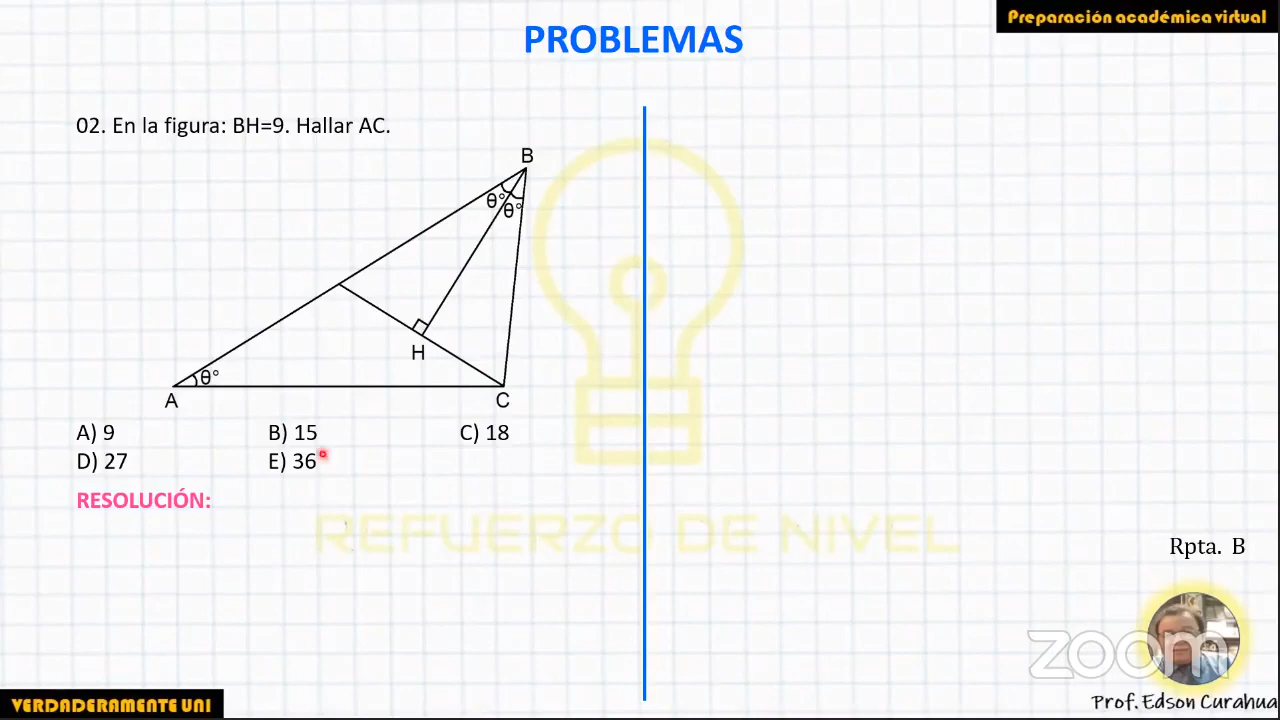 Preparación académica virtual
PROBLEMAS
02. En la figura: BH=9. Hallar AC.
B
θ°
θ°
H
θ°
A
C
A) 9 B) 15 C) 18
D) 27 E) 36
RESOLUCIÓN:
REFUERZO DE NIVEL
Rpta. B
zoom
VERDADERAMENTE UNI
Prof. Edson Curahua